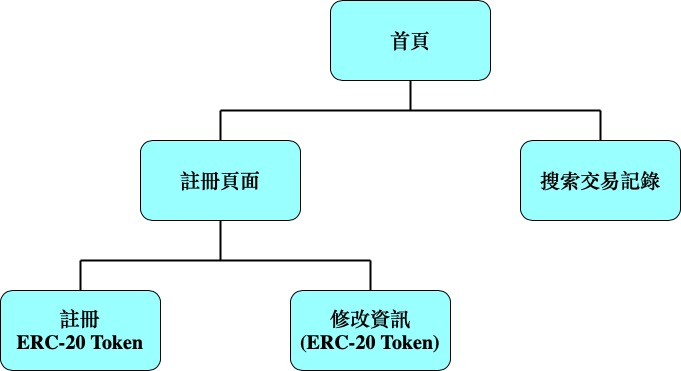 首頁
註冊頁面
搜索交易記錄
註冊
ERC-20 Token
修改資訊
(ERC-20 Token)